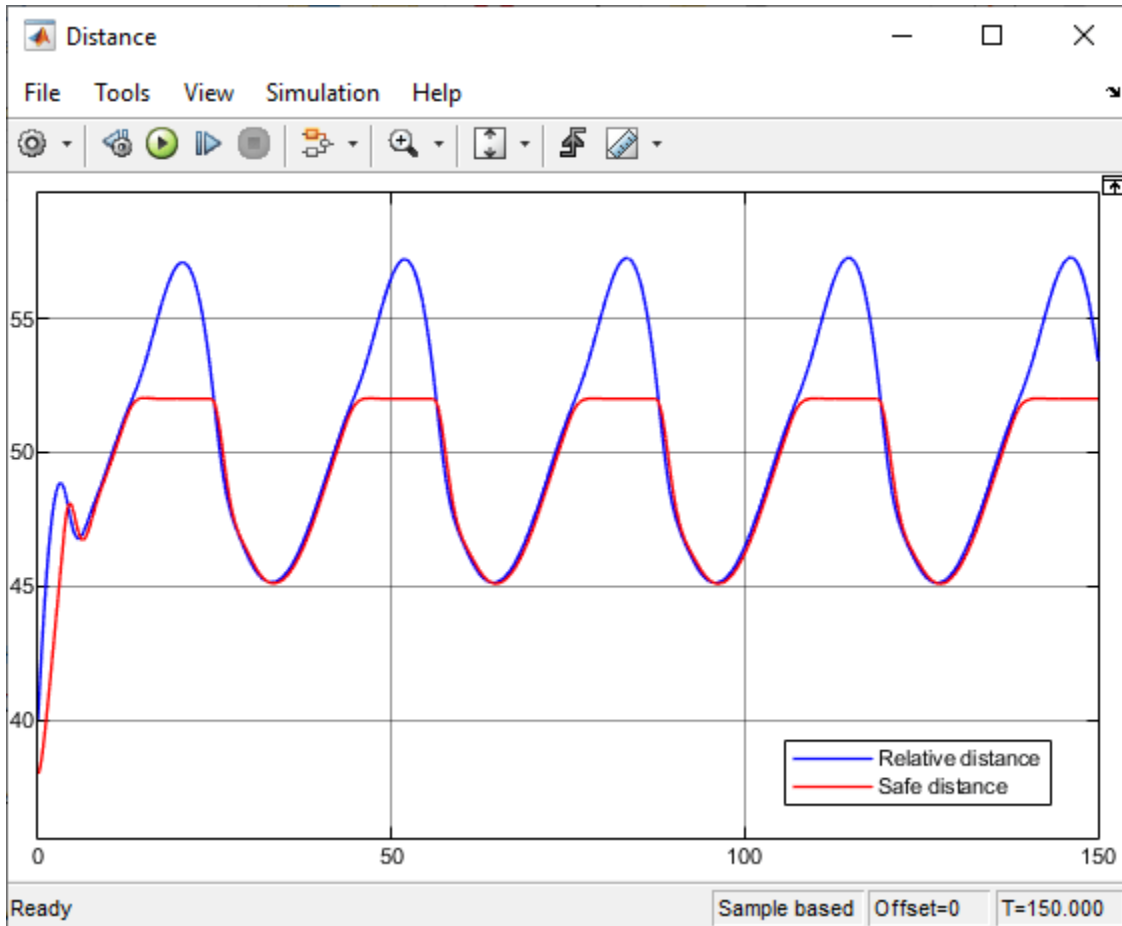 Distance
File Tools View Simulation Help
55
50
45
40
0 50 100 150
Relative distance
Safe distance
Ready Sample based Offset=0 T=150.000